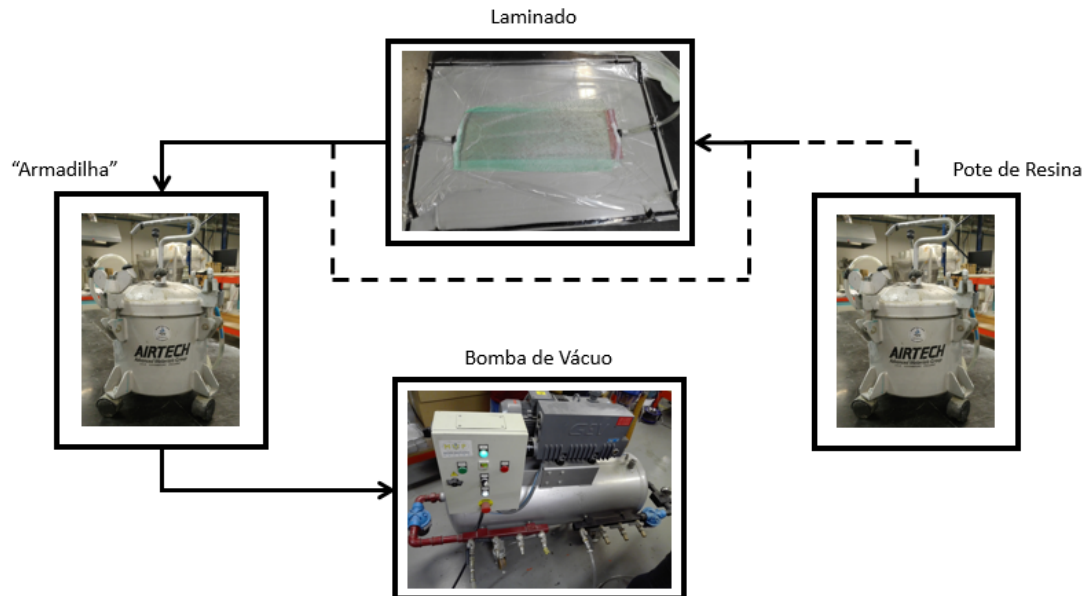 Laminado
“Armadilha”
Pote de Resina
AIRTECH
AIRTECH
Bomba de Vácuo